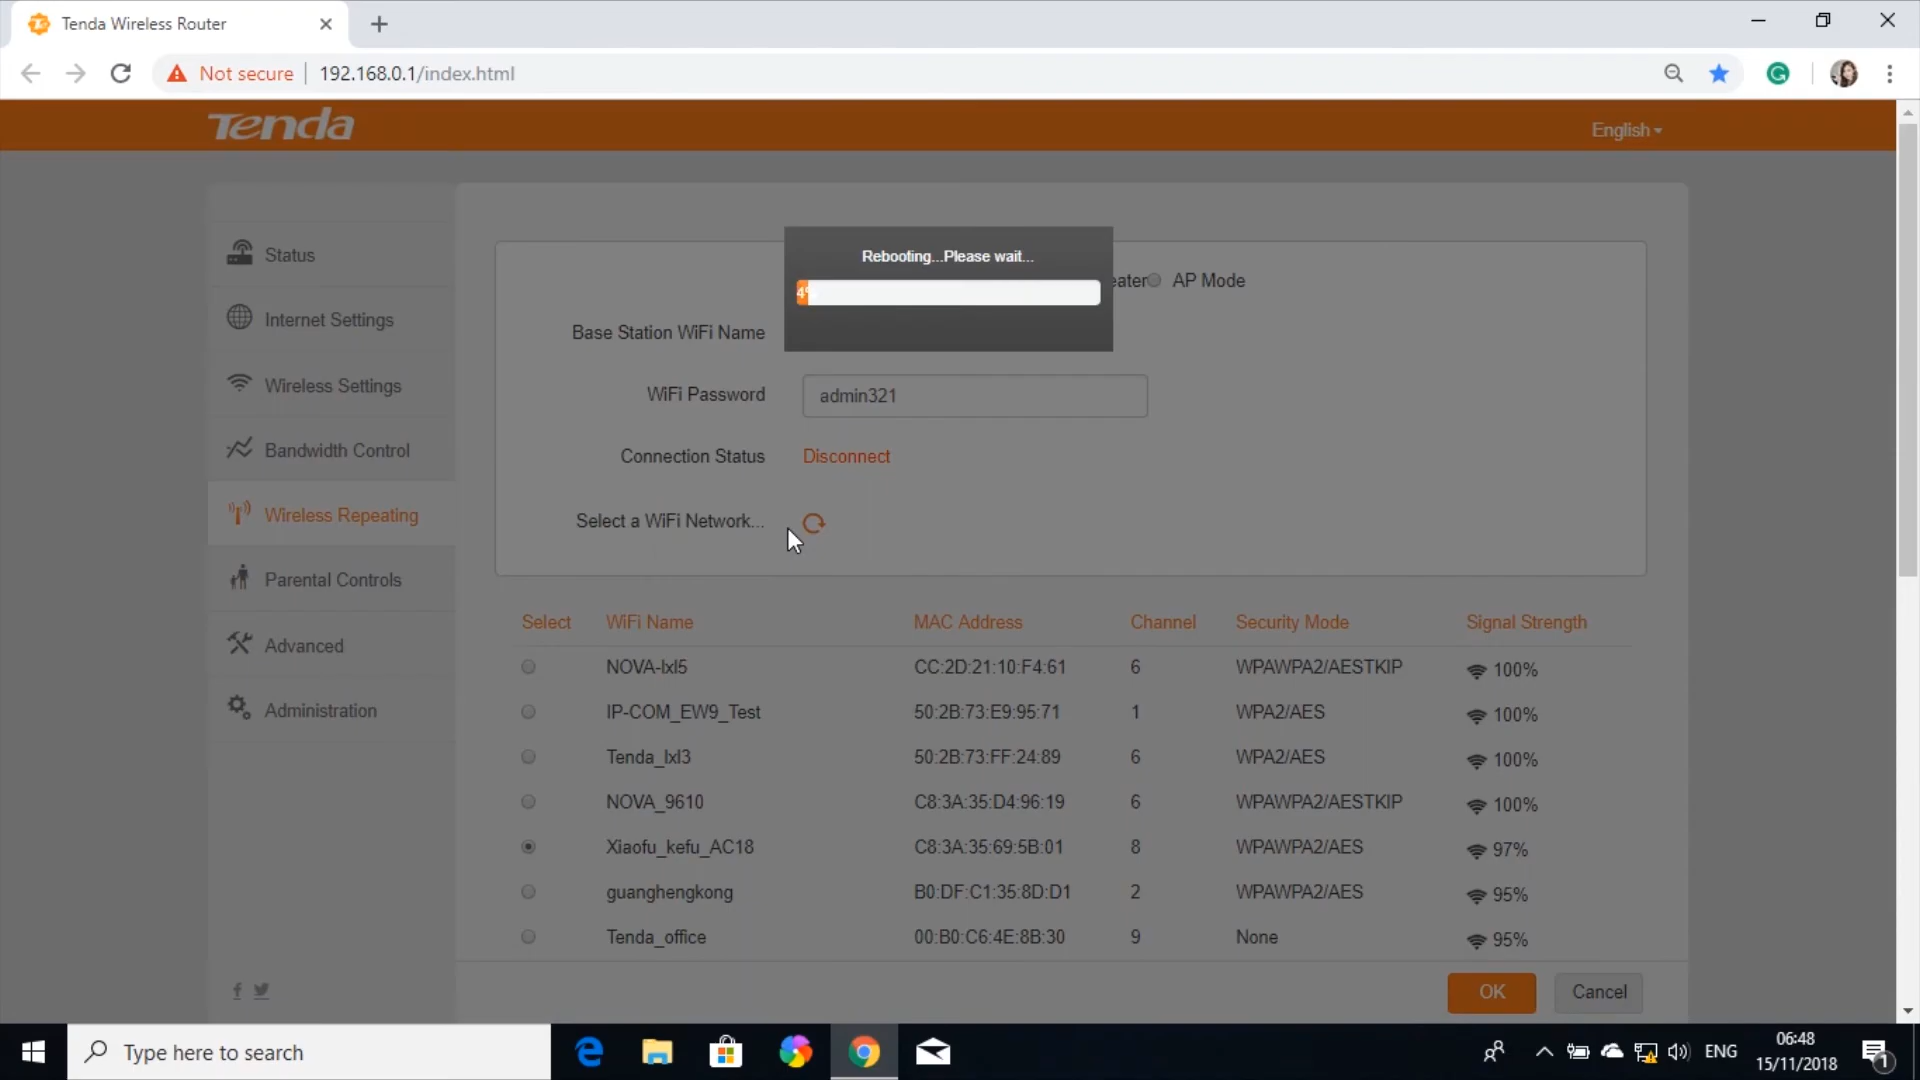 Tenda Wireless Router
Not secure
192.168.0.1/index.html
Tenda
English
Status
Internet Settings
Wireless Settings
Bandwidth Control
Wireless Repeating
Parental Controls
Advanced
Administration
Rebooting...Please wait...
AP Mode
Base Station WiFi Name
WiFi Password admin321
Connection Status Disconnect
Select a WiFi Network...
Select WiFi Name MAC Address Channel Security Mode Signal Strength
NOVA-lxl5 CC:2D:21:10:F4:61 6 WPAWPA2/AESTKIP 100%
IP-COM_EW9_Test 50:2B:73:E9:95:71 1 WPA2/AES 100%
Tenda_lxl3 50:2B:73:FF:24:89 6 WPA2/AES 100%
NOVA_9610 C8:3A:35:D4:96:19 6 WPAWPA2/AESTKIP 100%
Xiaofu_kefu_AC18 C8:3A:35:69:5B:01 8 WPAWPA2/AES 97%
guanghengkong B0:DF:C1:35:8D:D1 2 WPAWPA2/AES 95%
Tenda_office 00:B0:C6:4E:8B:30 9 None 95%
OK Cancel
Type here to search
ENG
06:48
15/11/2018
1